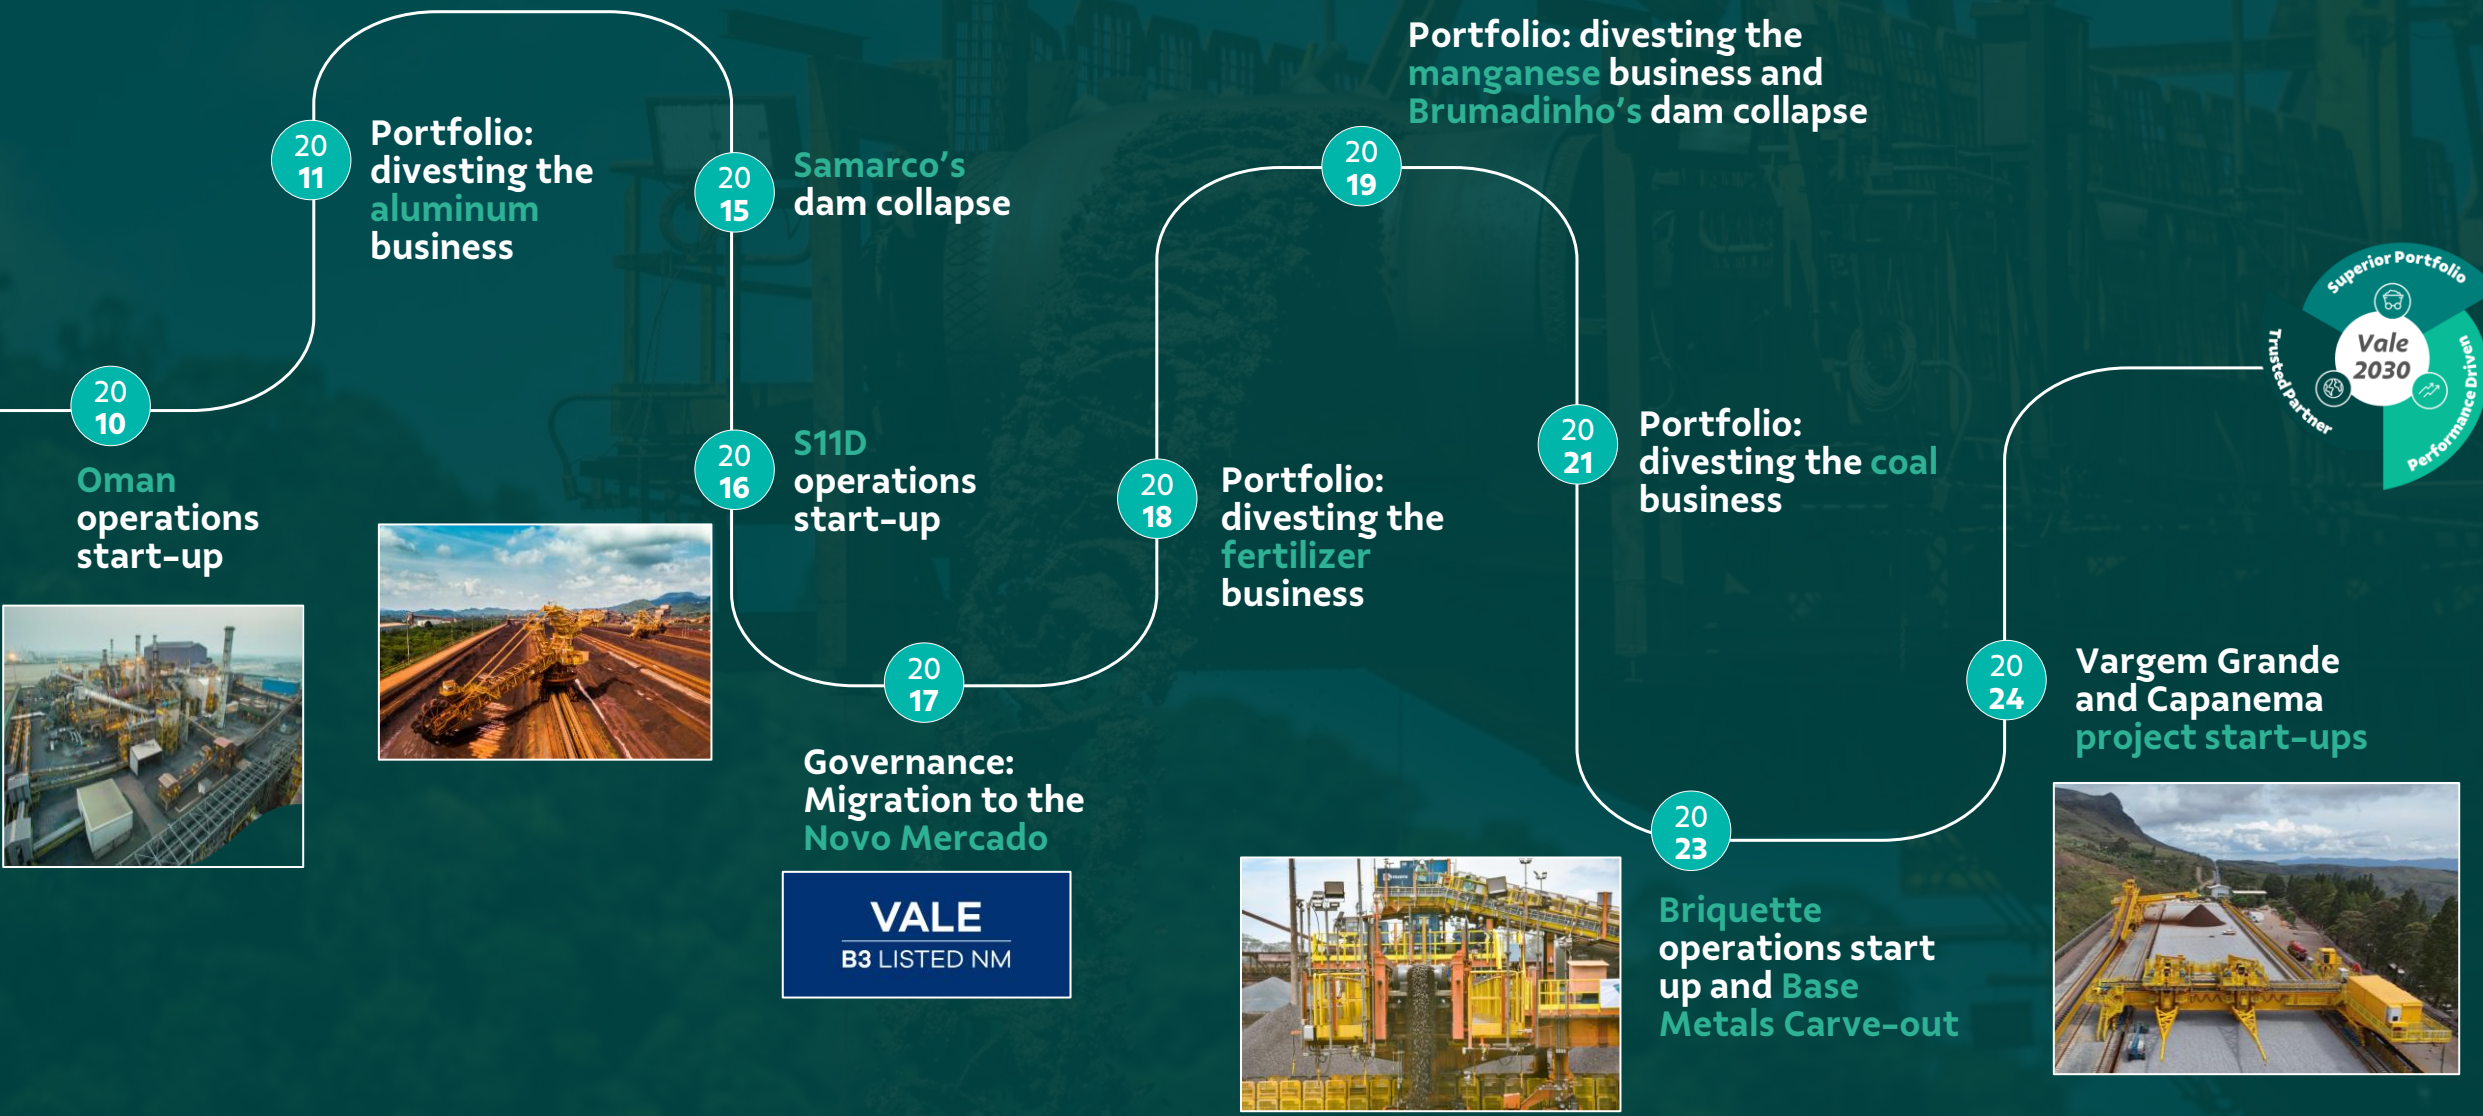 20
10
Oman
operations
start-up
20
11
Portfolio:
divesting the
aluminum
business
20
15
Samarco's
dam collapse
20
16
S11D
operations
start-up
20
17
Governance:
Migration to the
Novo Mercado
VALE
B3 LISTED NM
20
18
Portfolio:
divesting the
fertilizer
business
20
19
Portfolio: divesting the
manganese business and
Brumadinho's dam collapse
20
21
Portfolio:
divesting the coal
business
20
23
Briquette
operations start
up and Base
Metals Carve-out
20
24
Vargem Grande
and Capanema
project start-ups
Superior Portfolio
Trusted Partner
Performance Driven
Vale
2030